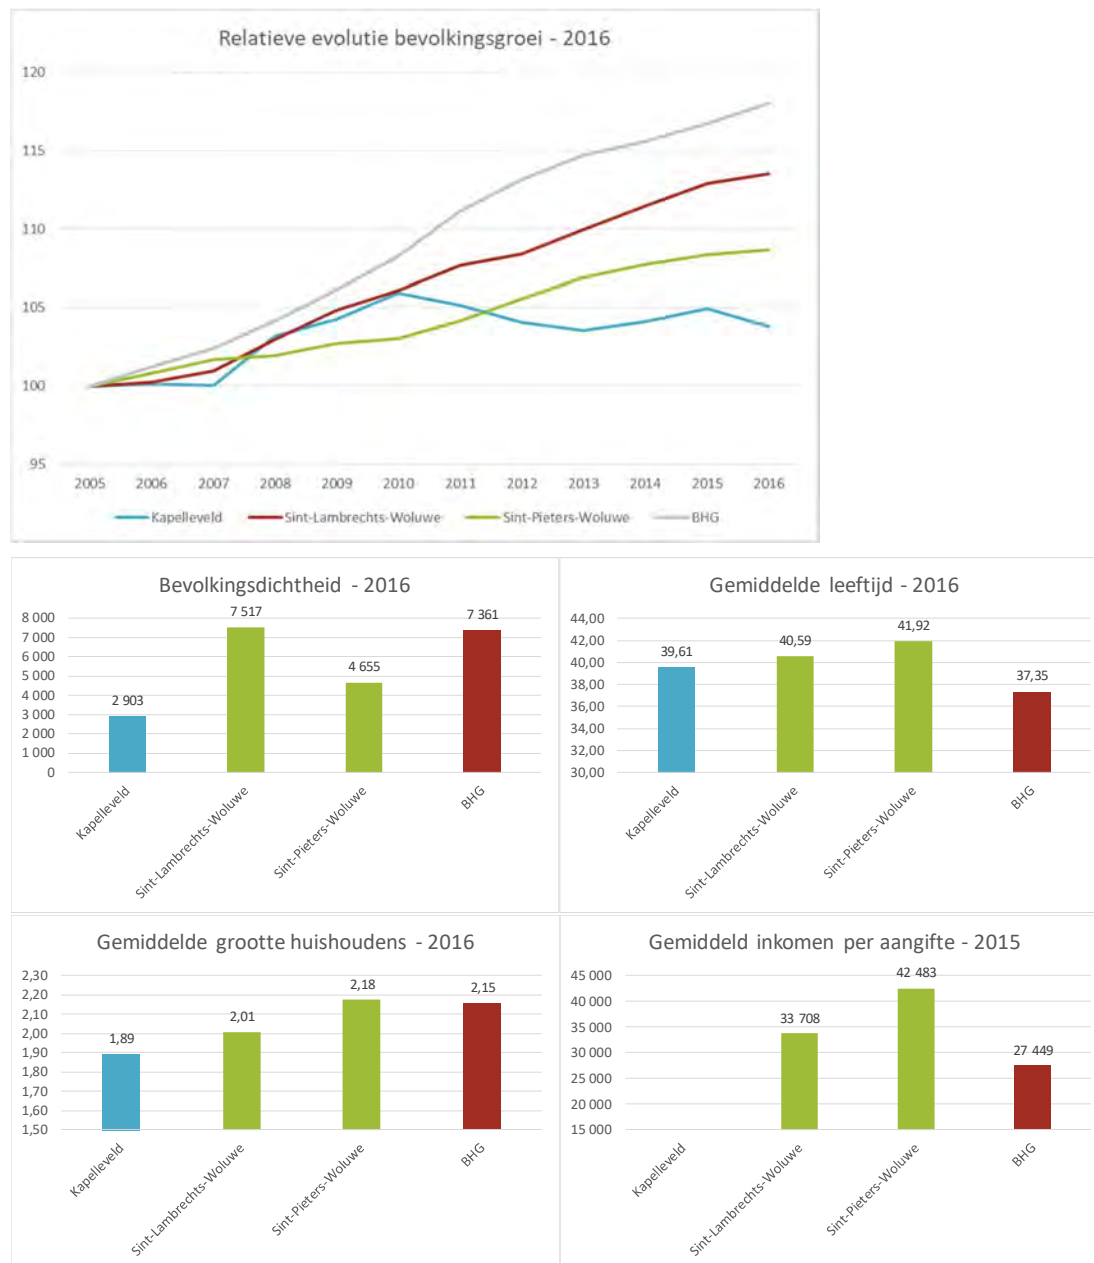 Relatieve evolutie bevolkingsgroei - 2016
120
115
110
105
100
95
2005 2006 2007 2008 2009 2010 2011 2012 2013 2014 2015 2016
Kapelleveld Sint-Lambrechts-Woluwe Sint-Pieters-Woluwe BHG
Bevolkingsdichtheid - 2016
8 000
7 000
6 000
5 000
4 000
3 000
2 000
1 000
0
2 903
7 517
4 655
7 361
Kapelleveld
Sint-Lambrechts-Woluwe
Sint-Pieters-Woluwe
BHG
Gemiddelde leeftijd - 2016
44,00
42,00
40,00
38,00
36,00
34,00
32,00
30,00
39,61
40,59
41,92
37,35
Kapelleveld
Sint-Lambrechts-Woluwe
Sint-Pieters-Woluwe
BHG
Gemiddelde grootte huishoudens - 2016
2,30
2,20
2,10
2,00
1,90
1,80
1,70
1,60
1,50
1,89
2,01
2,18
2,15
Kapelleveld
Sint-Lambrechts-Woluwe
Sint-Pieters-Woluwe
BHG
Gemiddeld inkomen per aangifte - 2015
45 000
40 000
35 000
30 000
25 000
20 000
15 000
33 708
42 483
27 449
Kapelleveld
Sint-Lambrechts-Woluwe
Sint-Pieters-Woluwe
BHG